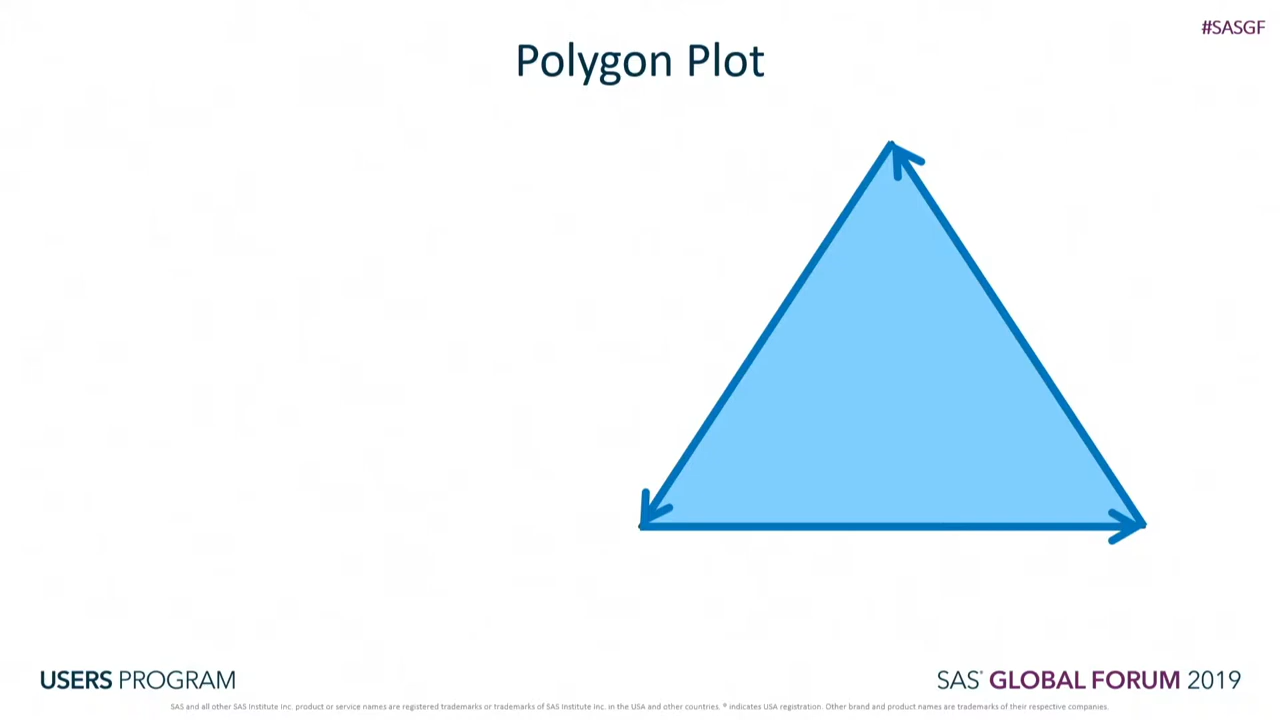 #SASGF
Polygon Plot
USERS PROGRAM
SAS® GLOBAL FORUM 2019
SAS and all other SAS Institute Inc. product or service names are registered trademarks or trademarks of SAS Institute Inc. in the USA and other countries. ® indicates USA registration. Other brand and product names are trademarks of their respective companies.